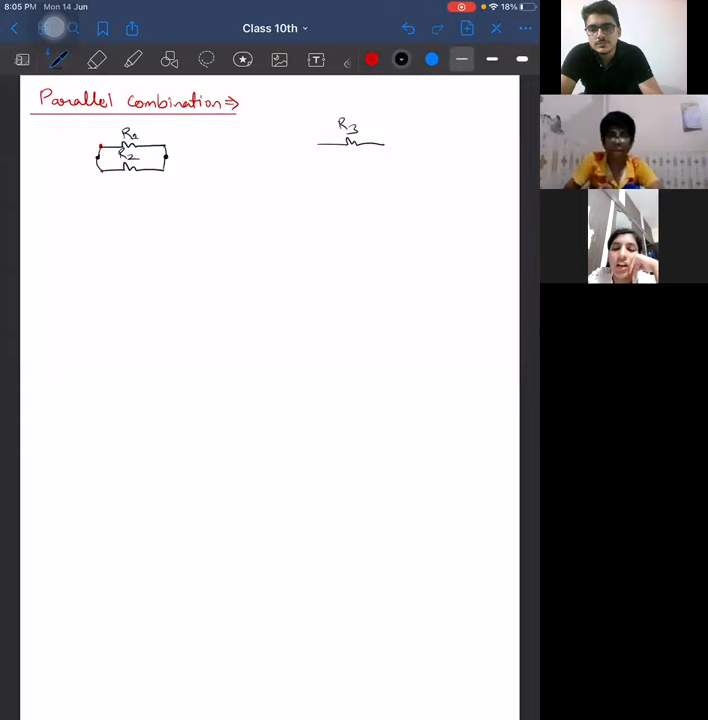 8:05 PM Mon 14 Jun
18%
Class 10th
T
Parallel Combination⇒
R1
R2
R3